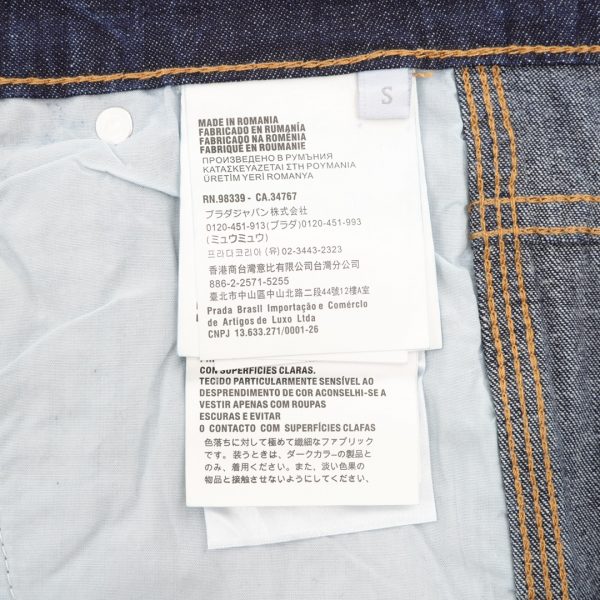 S
MADE IN ROMANIA
FABRICADO EN RUMANÍA
FABRICADO NA ROMÉNIA
FABRIQUÉ EN ROUMANIE
ПРОИЗВЕДЕНО В РУМЪНИЯ
ΚΑΤΑΣΚΕΥΑΖΕΤΑΙ ΣΤΗ ΡΟΥΜΑΝΙΑ
ÜRETİM YERİ ROMANYA
RN.98339 - CA.34767
プラダジャパン株式会社
0120-451-913(プラダ)0120-451-993
(ミュウミュウ)
프라다코리아 (유) 02-3443-2323
香港商台灣意比有限公司台灣分公司
886-2-2571-5255
臺北市中山區中山北路二段44號12樓A室
Prada Brasil Importação e Comércio
de Artigos de Luxo Ltda
CNPJ 13.633.271/0001-26
COM SUPERFÍCIES CLARAS.
TECIDO PARTICULARMENTE SENSÍVEL AO
DESPRENDIMENTO DE COR ACONSELHI-SE A
VESTIR APENAS COM ROUPAS
ESCURAS E EVITAR
O CONTACTO COM SUPERFÍCIES CLAFAS
色落ちに対して極めて繊細なファブリック
です。装うときは、ダークカラーの製品と
のみ、着用ください。また、淡い色果の
物品と接触させないようにしてください。